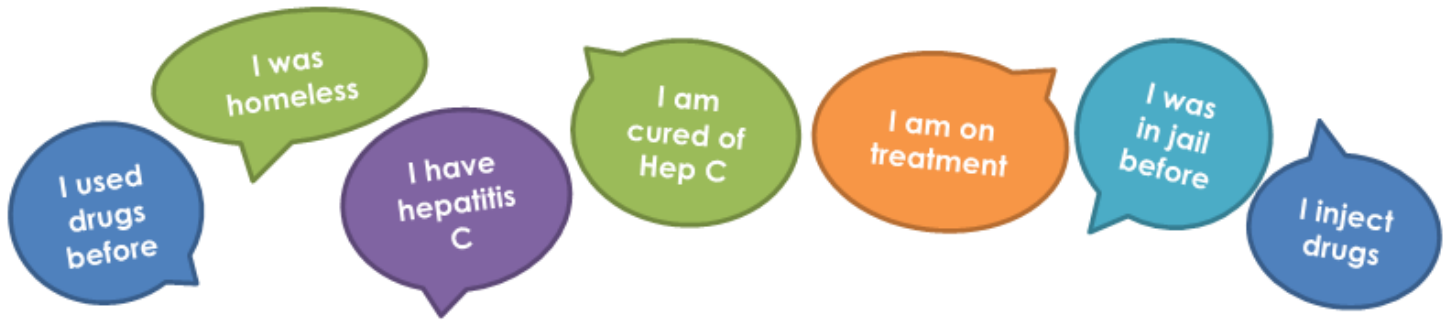 I used
drugs
before
I was
homeless
I have
hepatitis
C
I am
cured of
Hep C
I am on
treatment
I was
in jail
before
I inject
drugs